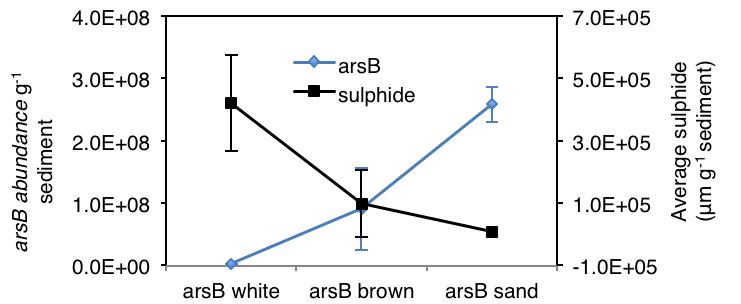 4.0E+08
3.0E+08
2.0E+08
1.0E+08
0.0E+00
arsB abundance g-1
sediment
arsB
sulphide
7.0E+05
5.0E+05
3.0E+05
1.0E+05
-1.0E+05
Average sulphide
(µm g-1 sediment)
arsB white arsB brown arsB sand